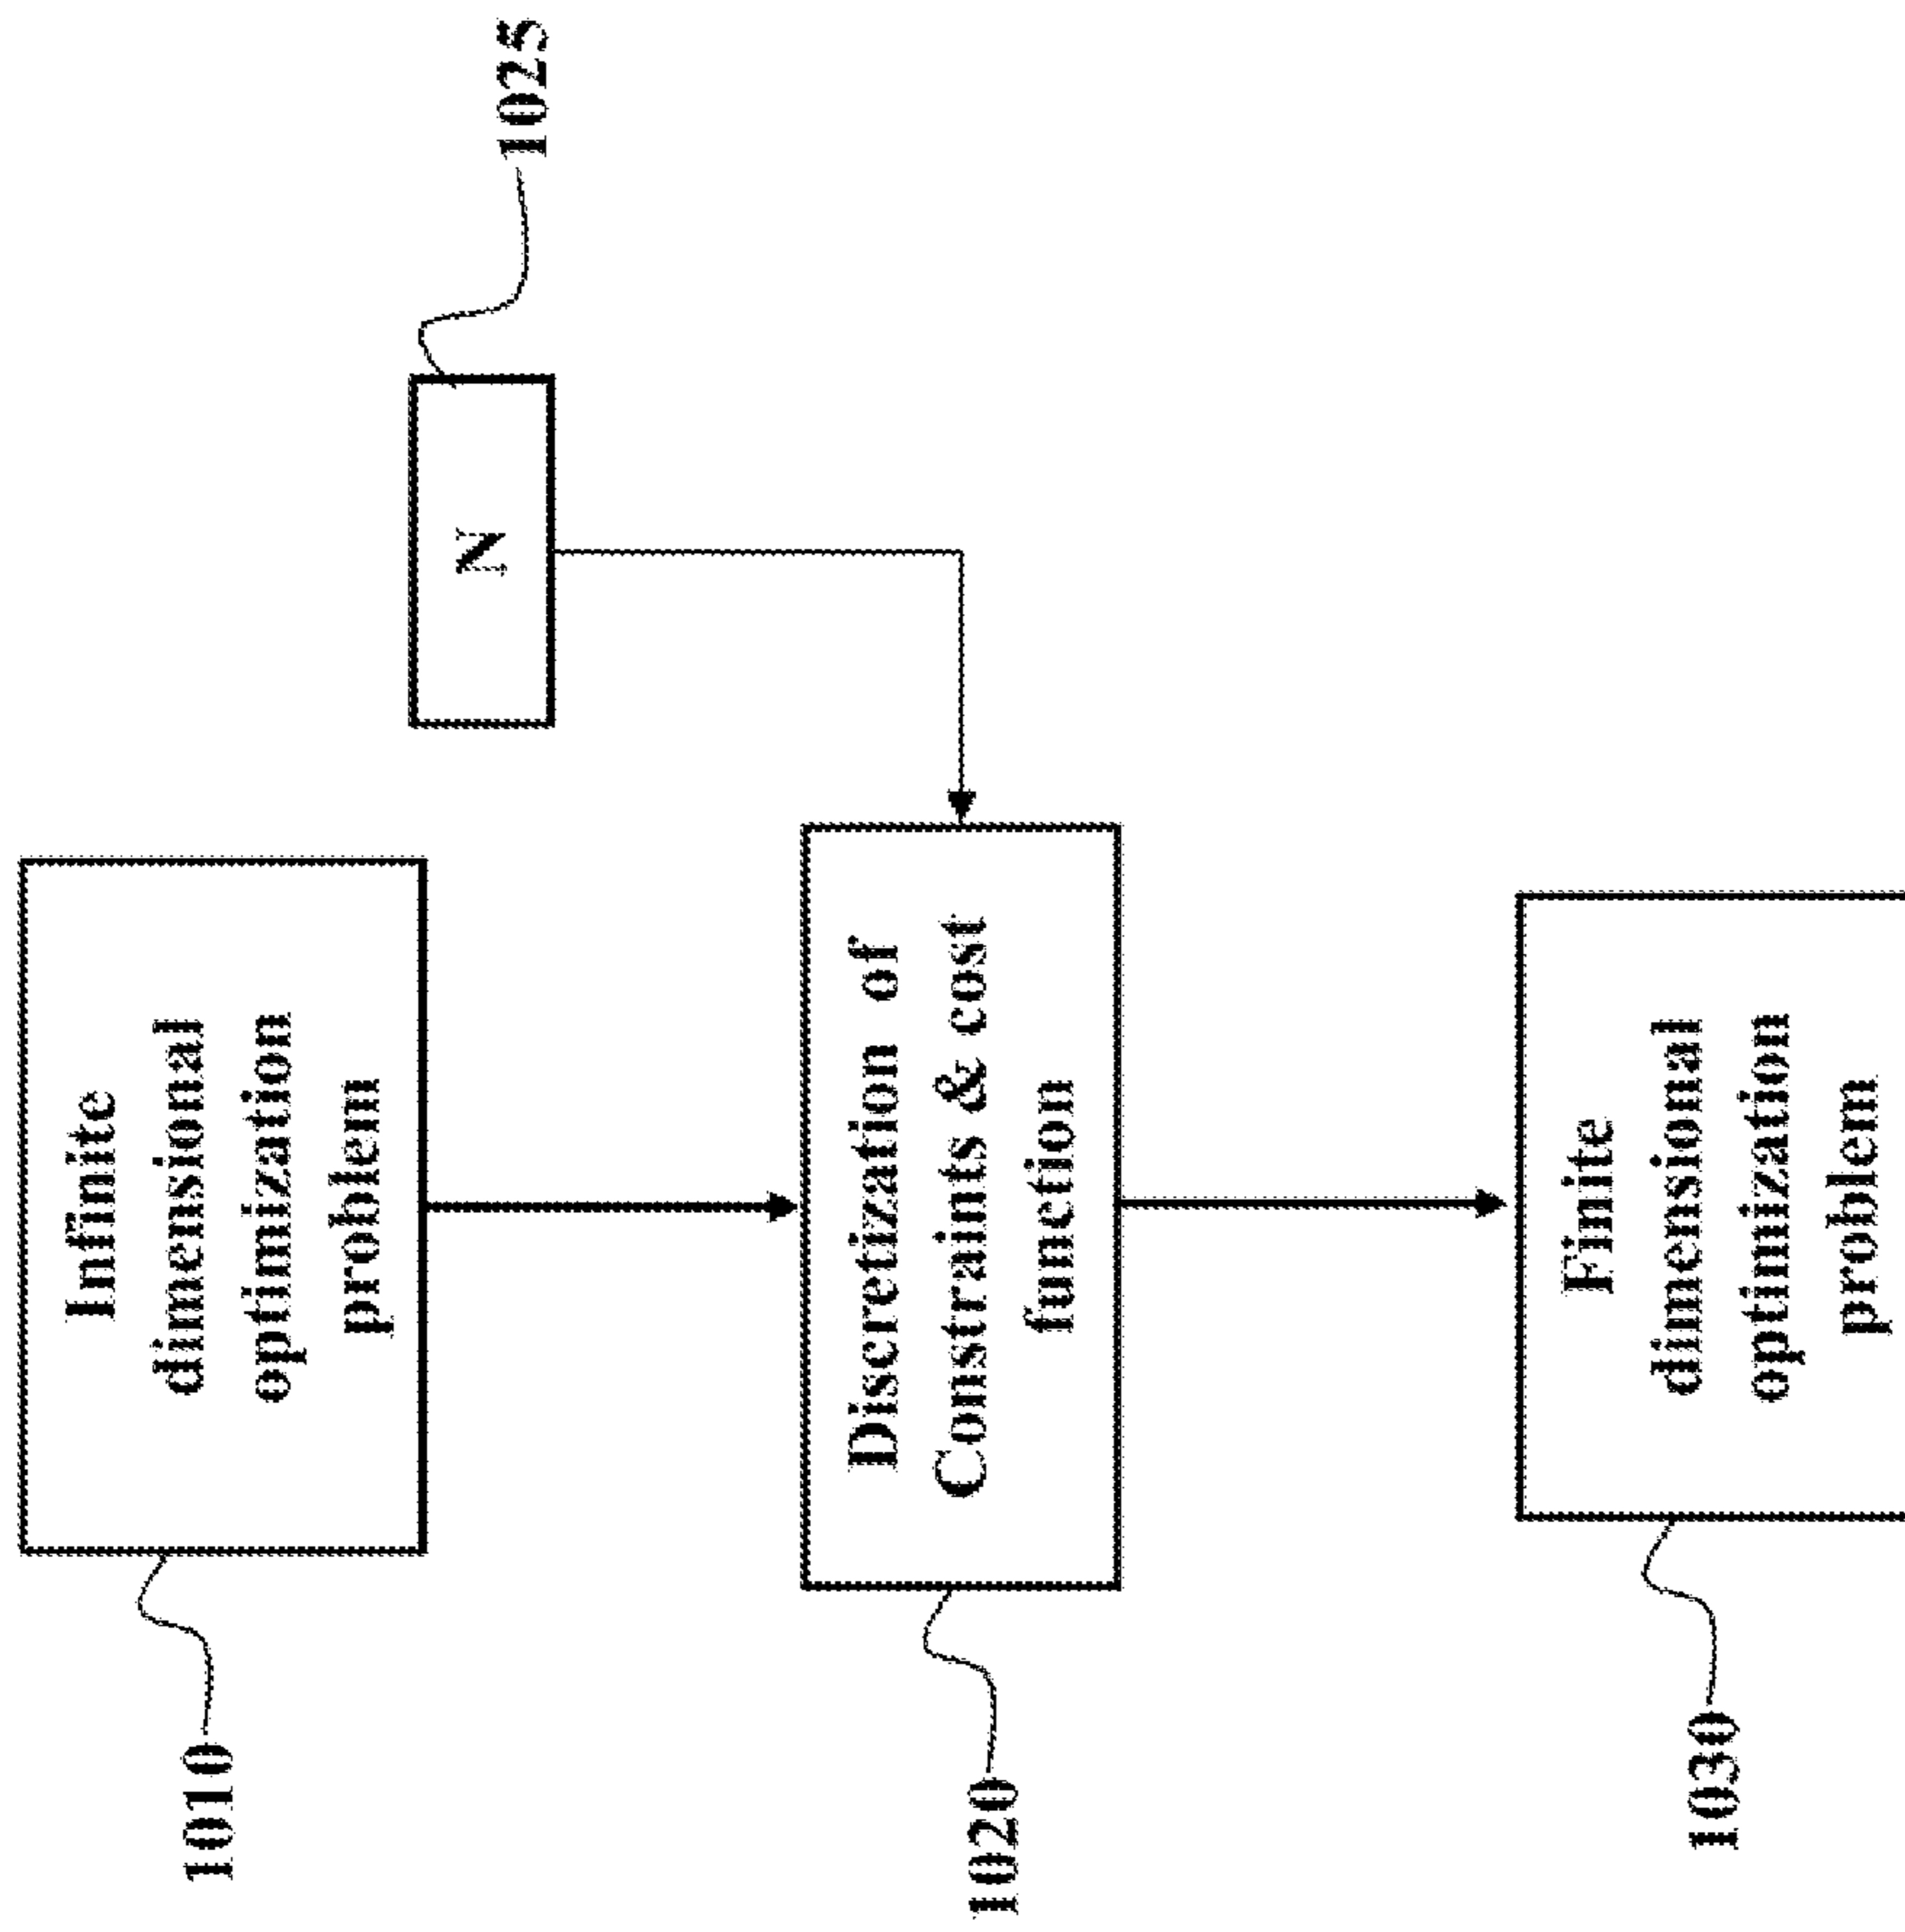 1010
Infinite
dimensional
optimization
problem
N
1025
1020
Discretization of
Constraints & cost
function
1030
Finite
dimensional
optimization
problem